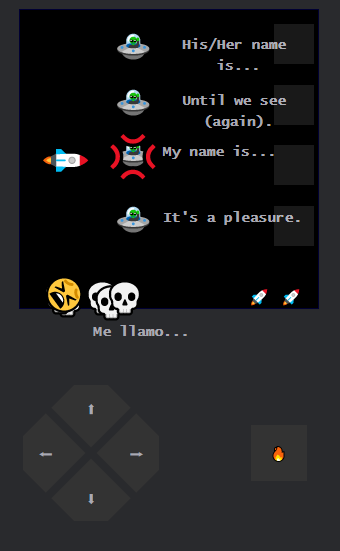 His/Her name
is...
Until we see
(again).
My name is...
It's a pleasure.
Me llamo...